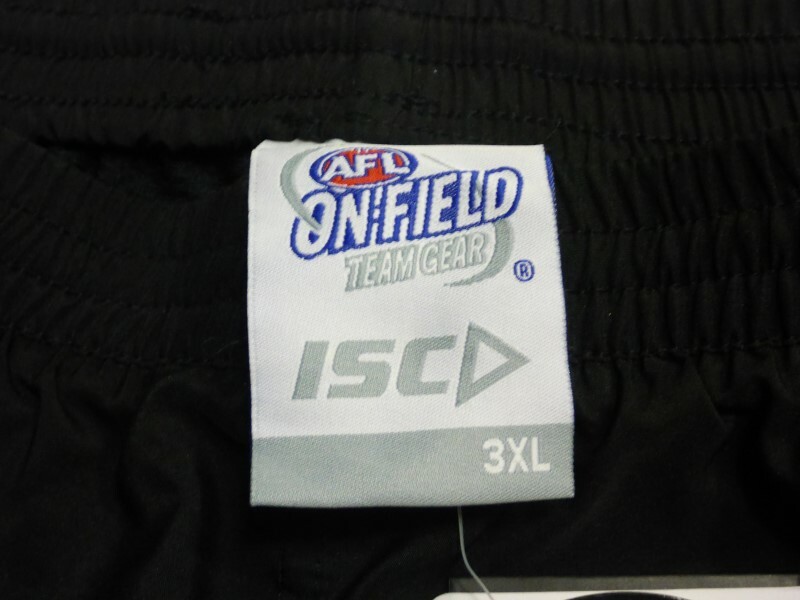 AFL
ON-FIELD
TEAM GEAR
®
ISC
3XL